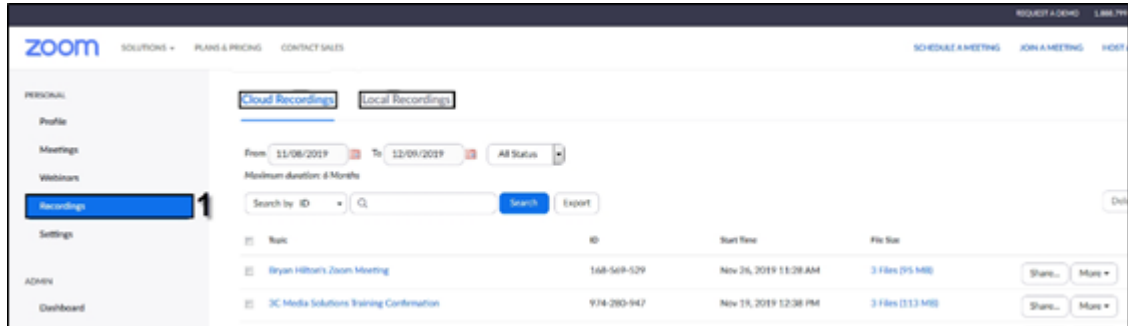 REQUEST A DEMO 1.888.799
zoom SOLUTIONS PLANS & PRICING CONTACT SALES SCHEDULE A MEETING JOIN A MEETING HOST
PERSONAL
Cloud Recordings Local Recordings
Profile
Meetings
From 11/08/2019 To 12/09/2019 All Status
Webinars
Maximum duration: 6 Months
Recordings 1
Search by ID Search Export
Settings
Topic ID Start Time File Size
Bryan Hilton's Zoom Meeting 168-569-529 Nov 26, 2019 11:28 AM 3 Files (95 MB) Share... More
ADMIN
Dashboard
3C Media Solutions Training Confirmation 974-280-947 Nov 19, 2019 12:38 PM 3 Files (113 MB) Share... More